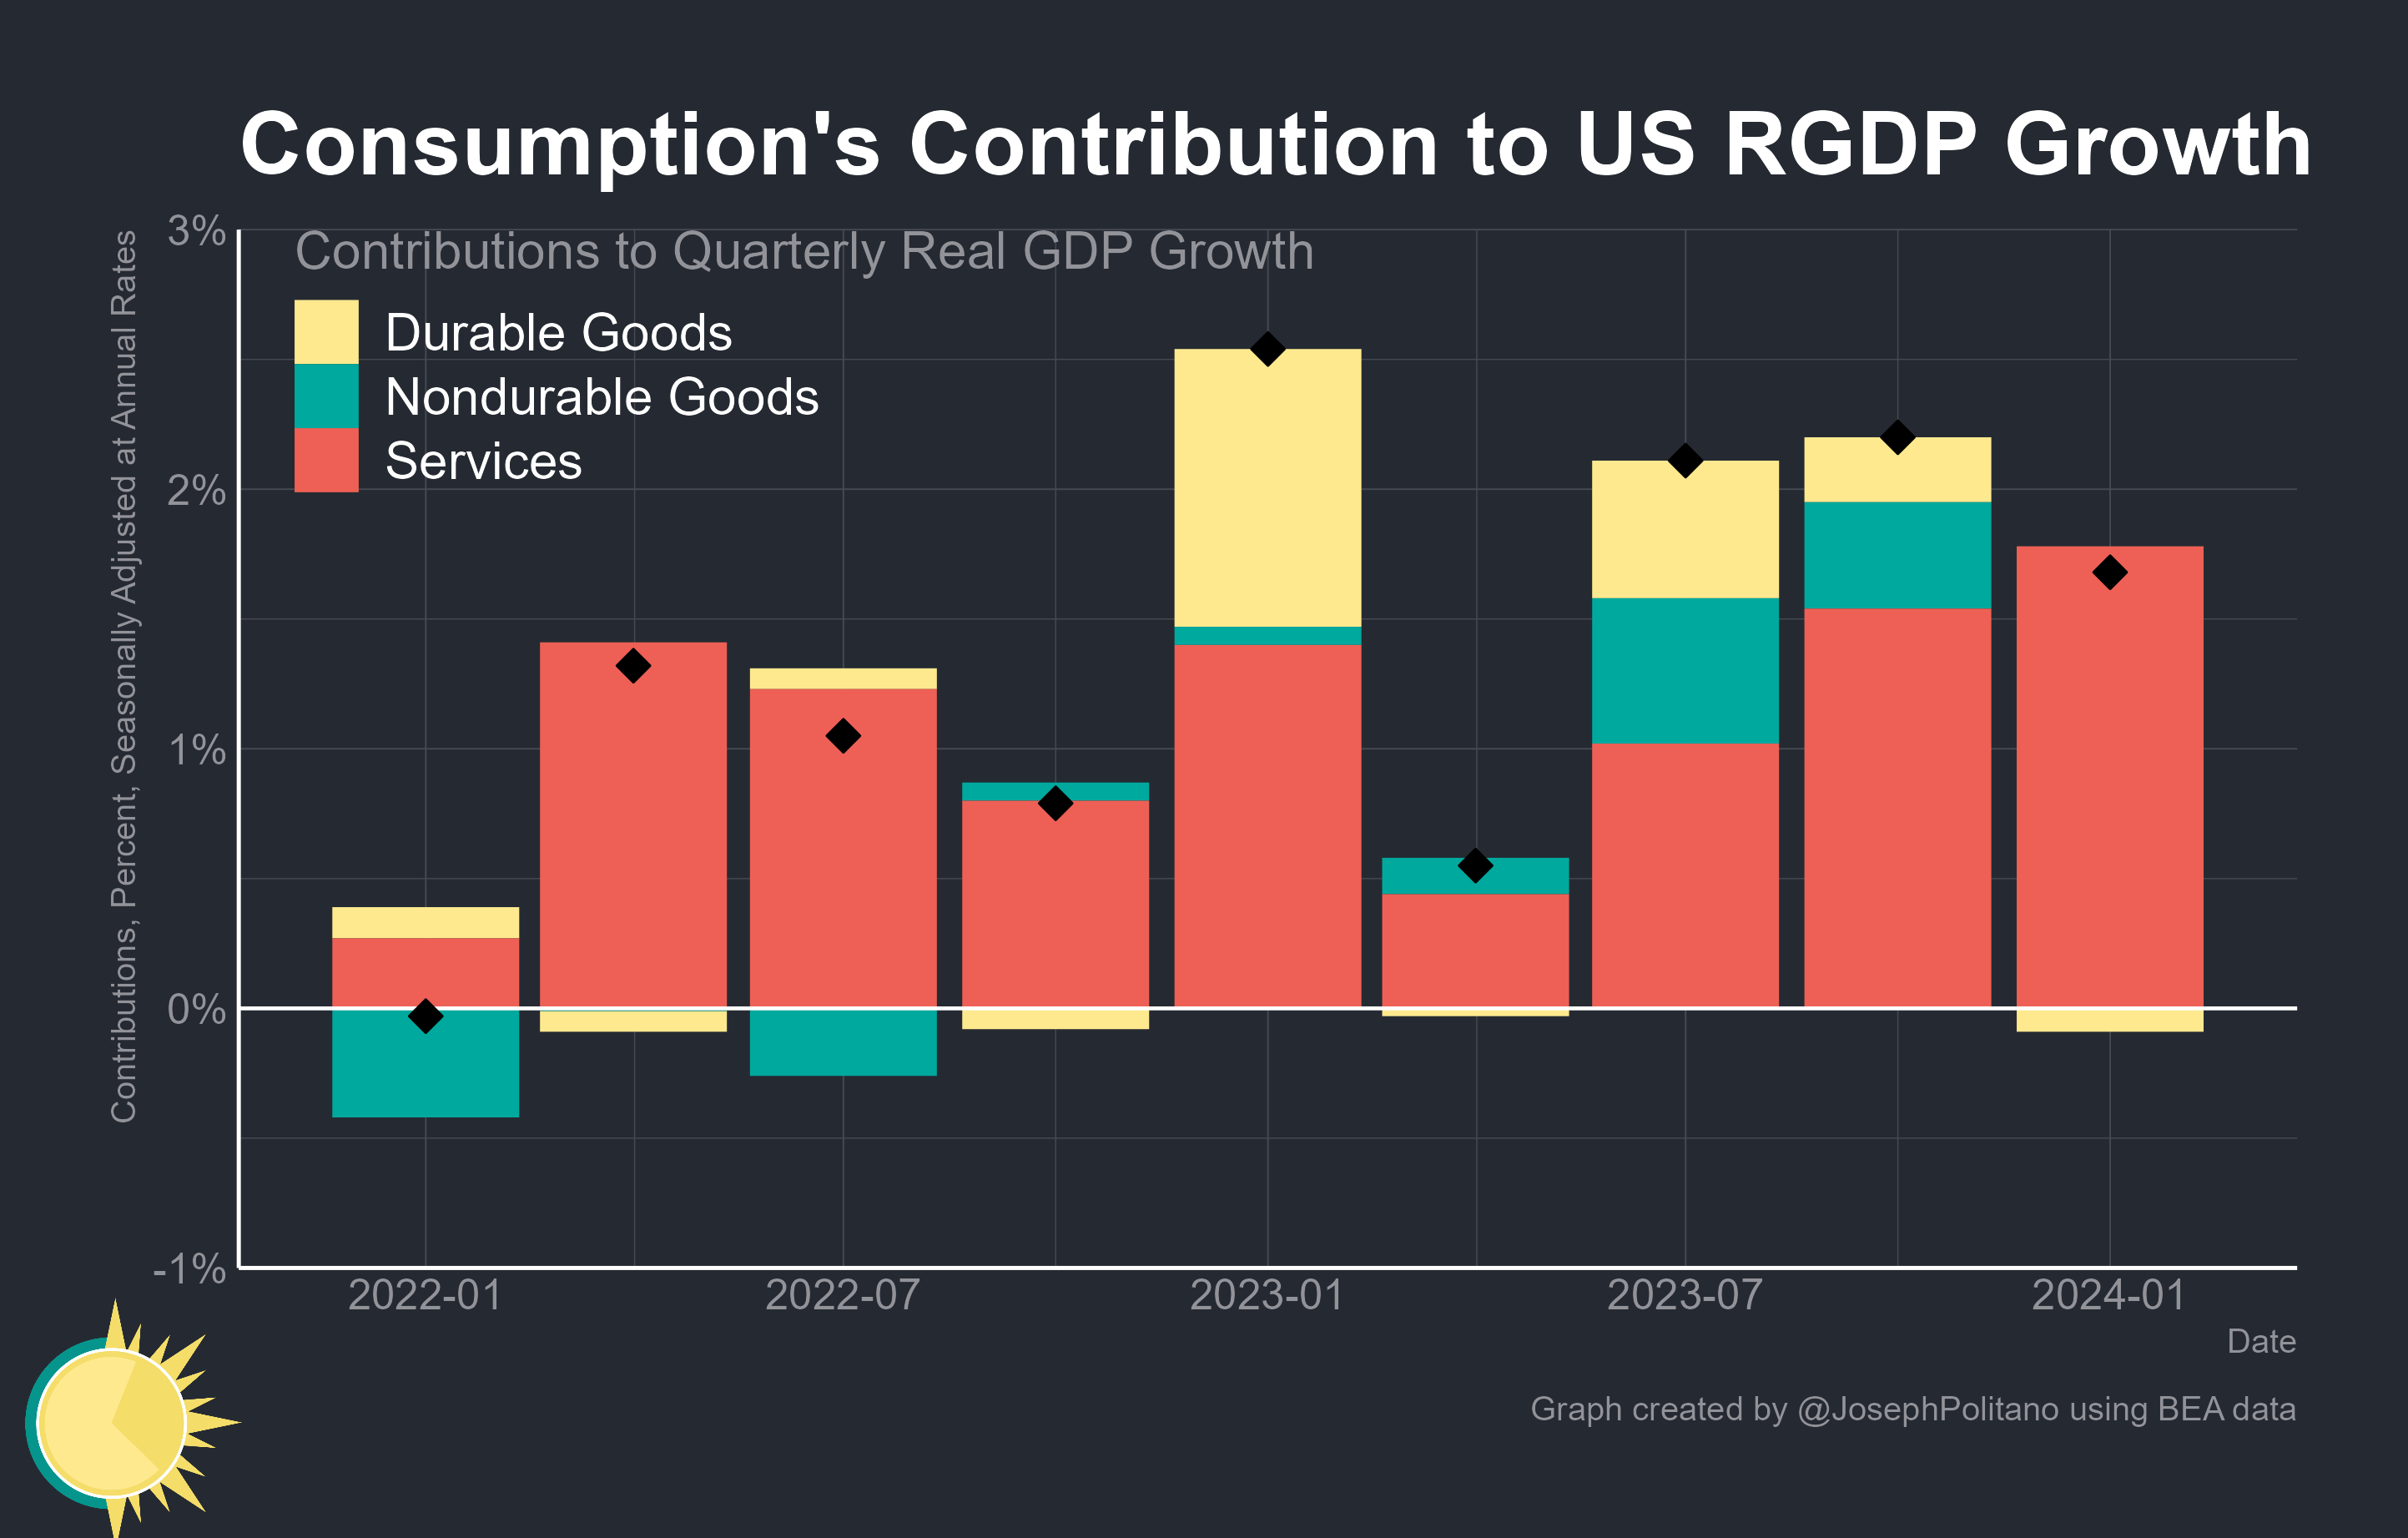 Consumption's Contribution to US RGDP Growth
Contributions, Percent, Seasonally Adjusted at Annual Rates
3%
2%
1%
0%
-1%
Contributions to Quarterly Real GDP Growth
Durable Goods
Nondurable Goods
Services
2022-01 2022-07 2023-01 2023-07 2024-01
Date
Graph created by @JosephPolitano using BEA data